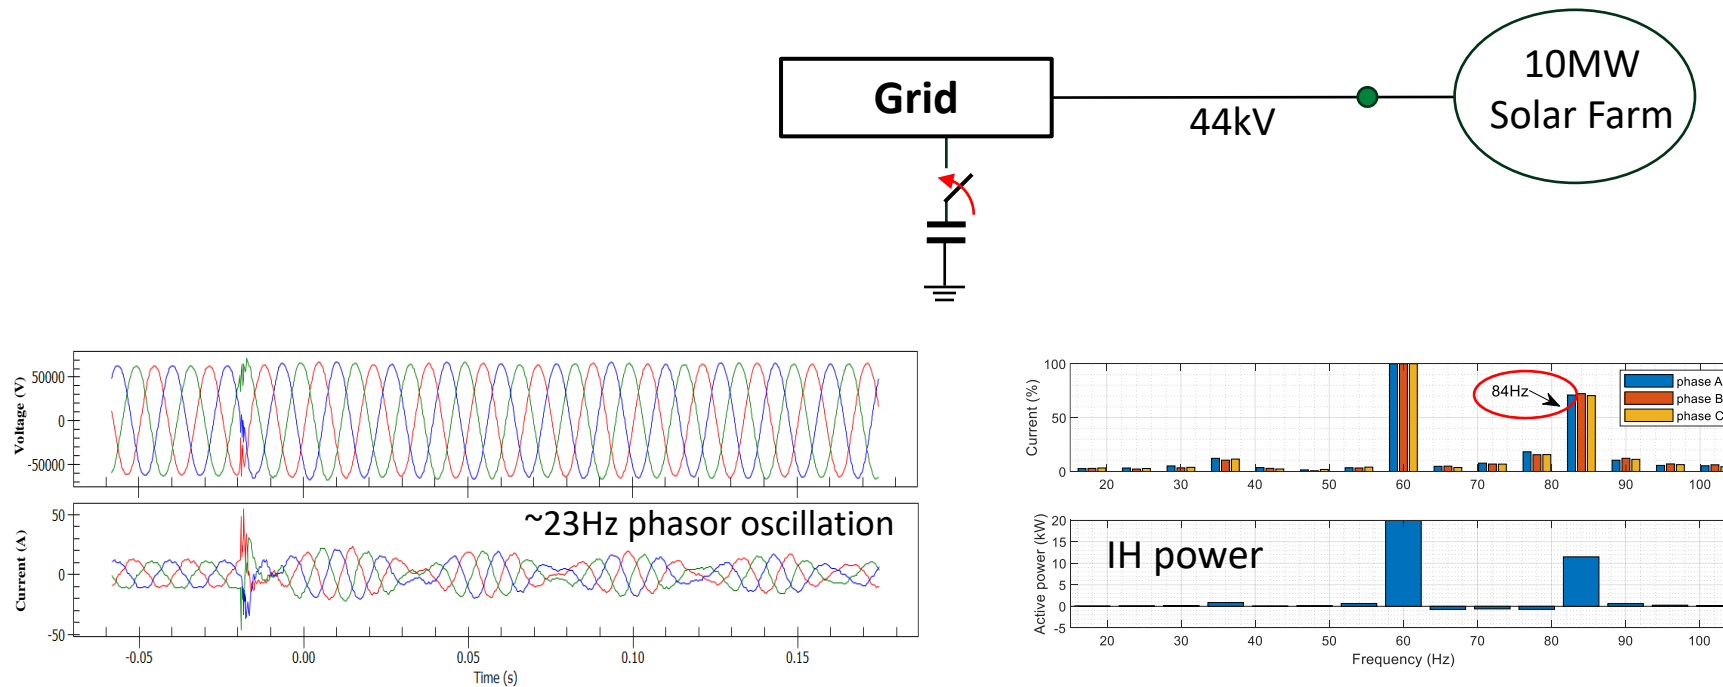 Grid
44kV
10MW
Solar Farm
Voltage (V)
50000
0
-50000
~23Hz phasor oscillation
Current (A)
50
0
-50
-0.05
0.00
0.05
0.10
0.15
Time (s)
Current (%)
100
50
0
84Hz
phase A
phase B
phase C
20
30
40
50
60
70
80
90
100
IH power
Active power (kW)
20
15
10
5
0
-5
20
30
40
50
60
70
80
90
100
Frequency (Hz)